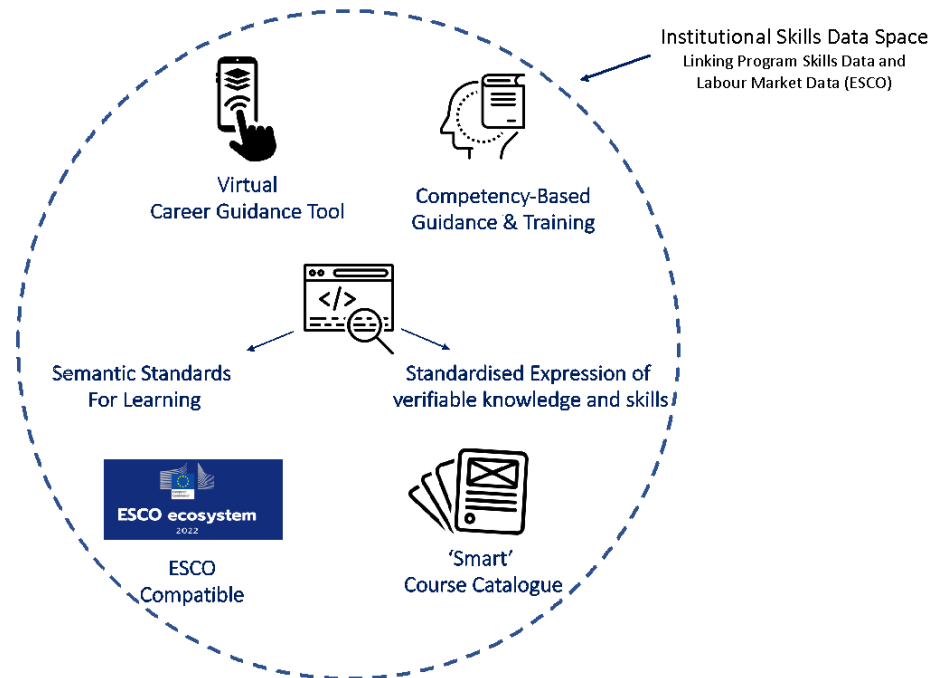 Institutional Skills Data Space
Linking Program Skills Data and
Labour Market Data (ESCO)
Virtual
Career Guidance Tool
Competency-Based
Guidance & Training
</>
Semantic Standards
For Learning
Standardised Expression of
verifiable knowledge and skills
ESCO ecosystem
2022
ESCO
Compatible
'Smart'
Course Catalogue